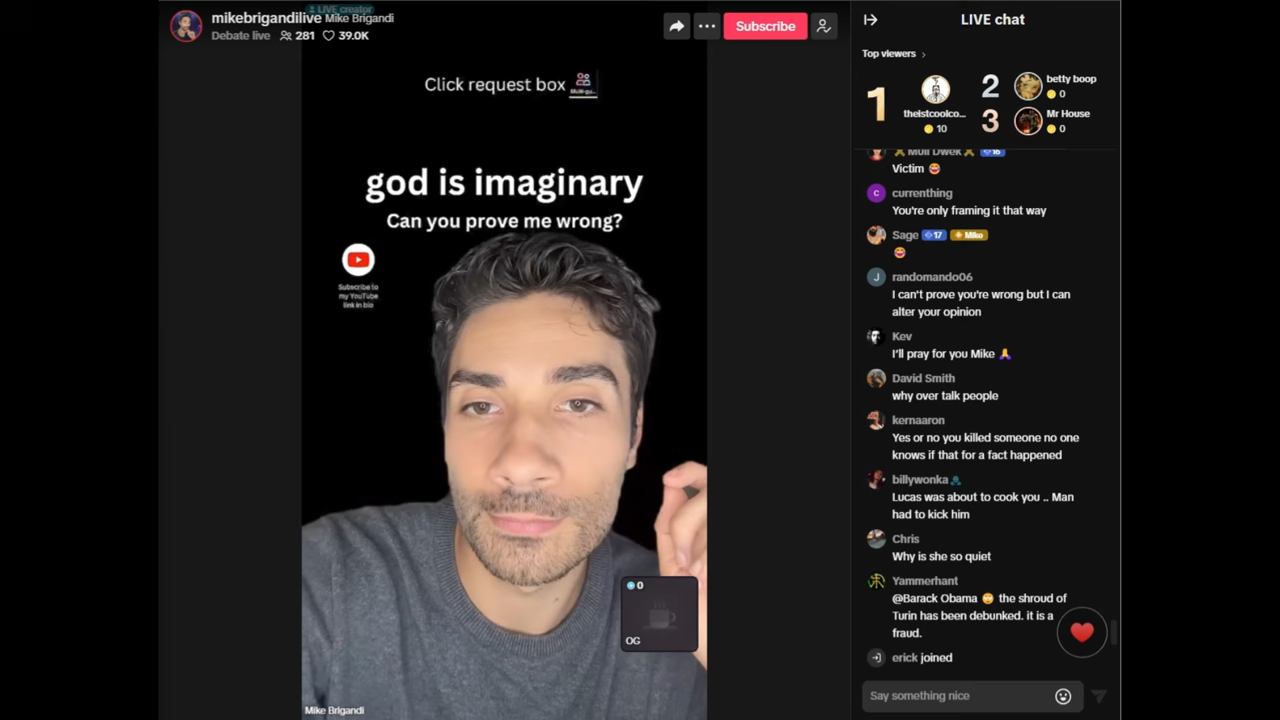 LIVE creator
mikebrigandilive Mike Brigandi
Debate live 281 39.0K
Subscribe
LIVE chat
Click request box
Multi-gu...
god is imaginary
Can you prove me wrong?
Subscribe to
my YouTube
link in bio
0
OG
Mike Brigandi
Top viewers
1
theistcoolco...
10
2
betty boop
0
3
Mr House
0
Mull Dwek 16
Victim
C
currenthing
You're only framing it that way
Sage 17 Mike
J
randomando06
I can't prove you're wrong but I can
alter your opinion
Kev
I'll pray for you Mike
David Smith
why over talk people
kernaaron
Yes or no you killed someone no one
knows if that for a fact happened
billywonka
Lucas was about to cook you .. Man
had to kick him
Chris
Why is she so quiet
Yammerhant
@Barack Obama 🙄 the shroud of
Turin has been debunked. it is a
fraud.
erick joined
Say something nice